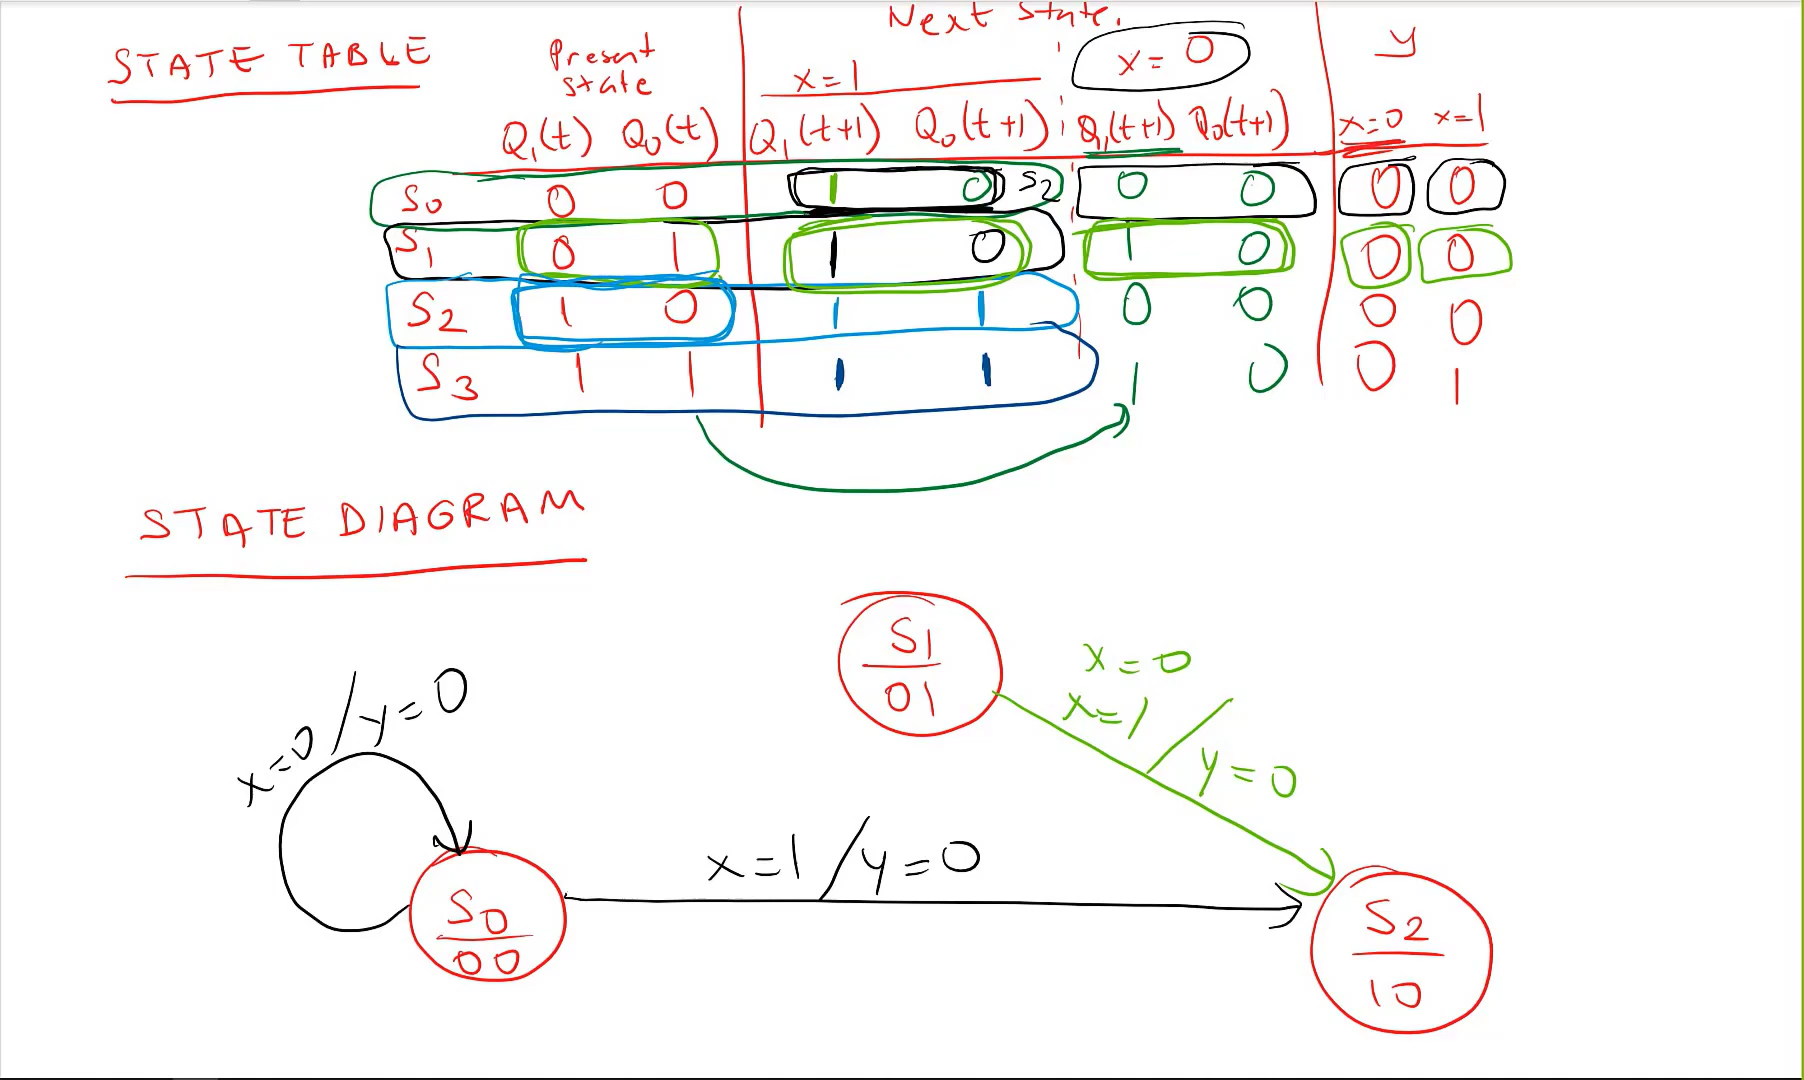 Next state.
STATE TABLE
Present state
x=1
x=0
y
Q1(t) Q0(t) Q1(t+1) Q0(t+1) Q1(t+1) Q0(t+1) x=0 x=1
S0 0 0 1 0 S2 0 0 0 0
S1 0 1 1 0 1 0 0 0
S2 1 0 1 1 0 0 0 0
S3 1 1 1 1 1 0 0 1
STATE DIAGRAM
S1
01
x=0
x=1/y=0
x=0/y=0
x=1/y=0
S0
00
S2
10